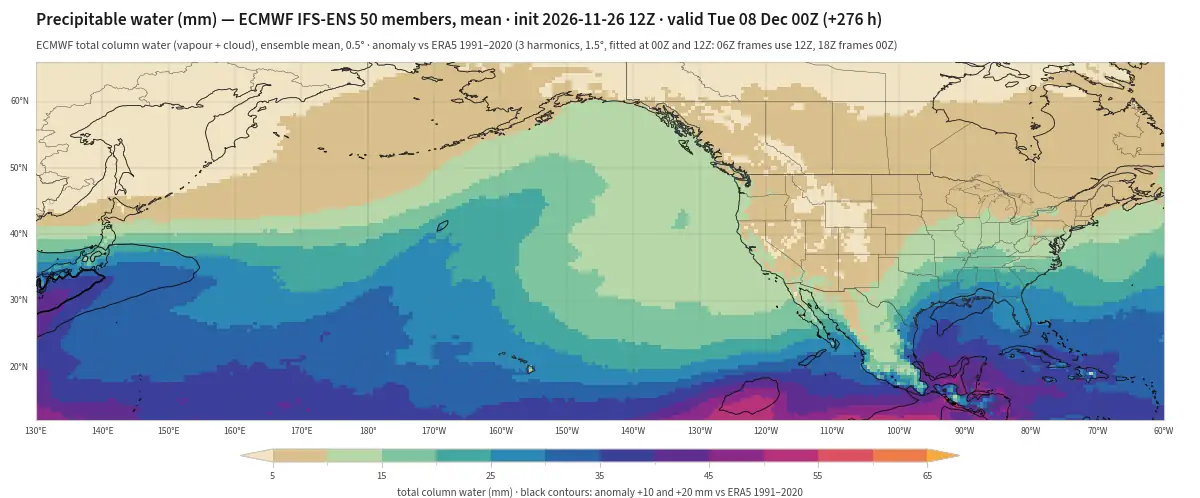 Precipitable water (mm) — ECMWF IFS-ENS 50 members, mean · init 2026-11-26 12Z · valid Tue 08 Dec 00Z (+276 h)
ECMWF total column water (vapour + cloud), ensemble mean, 0.5° · anomaly vs ERA5 1991–2020 (3 harmonics, 1.5°, fitted at 00Z and 12Z: 06Z frames use 12Z, 18Z frames 00Z)
60°N
50°N
40°N
30°N
20°N
130°E 140°E 150°E 160°E 170°E 180° 170°W 160°W 150°W 140°W 130°W 120°W 110°W 100°W 90°W 80°W 70°W 60°W
5 15 25 35 45 55 65
total column water (mm) · black contours: anomaly +10 and +20 mm vs ERA5 1991–2020